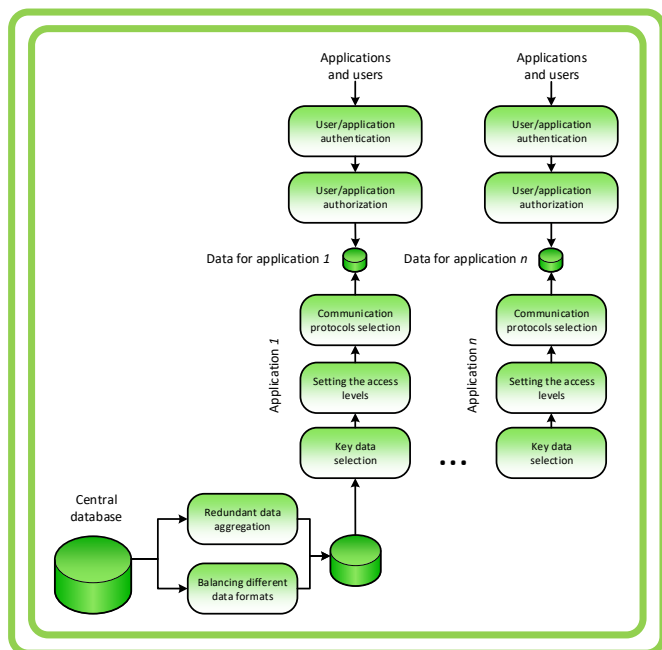 Applications
and users
Applications
and users
User/application
authentication
User/application
authentication
User/application
authorization
User/application
authorization
Data for application 1
Data for application n
Communication
protocols selection
Communication
protocols selection
Application 1
Application n
Setting the access
levels
Setting the access
levels
Key data
selection
...
Key data
selection
Central
database
Redundant data
aggregation
Balancing different
data formats